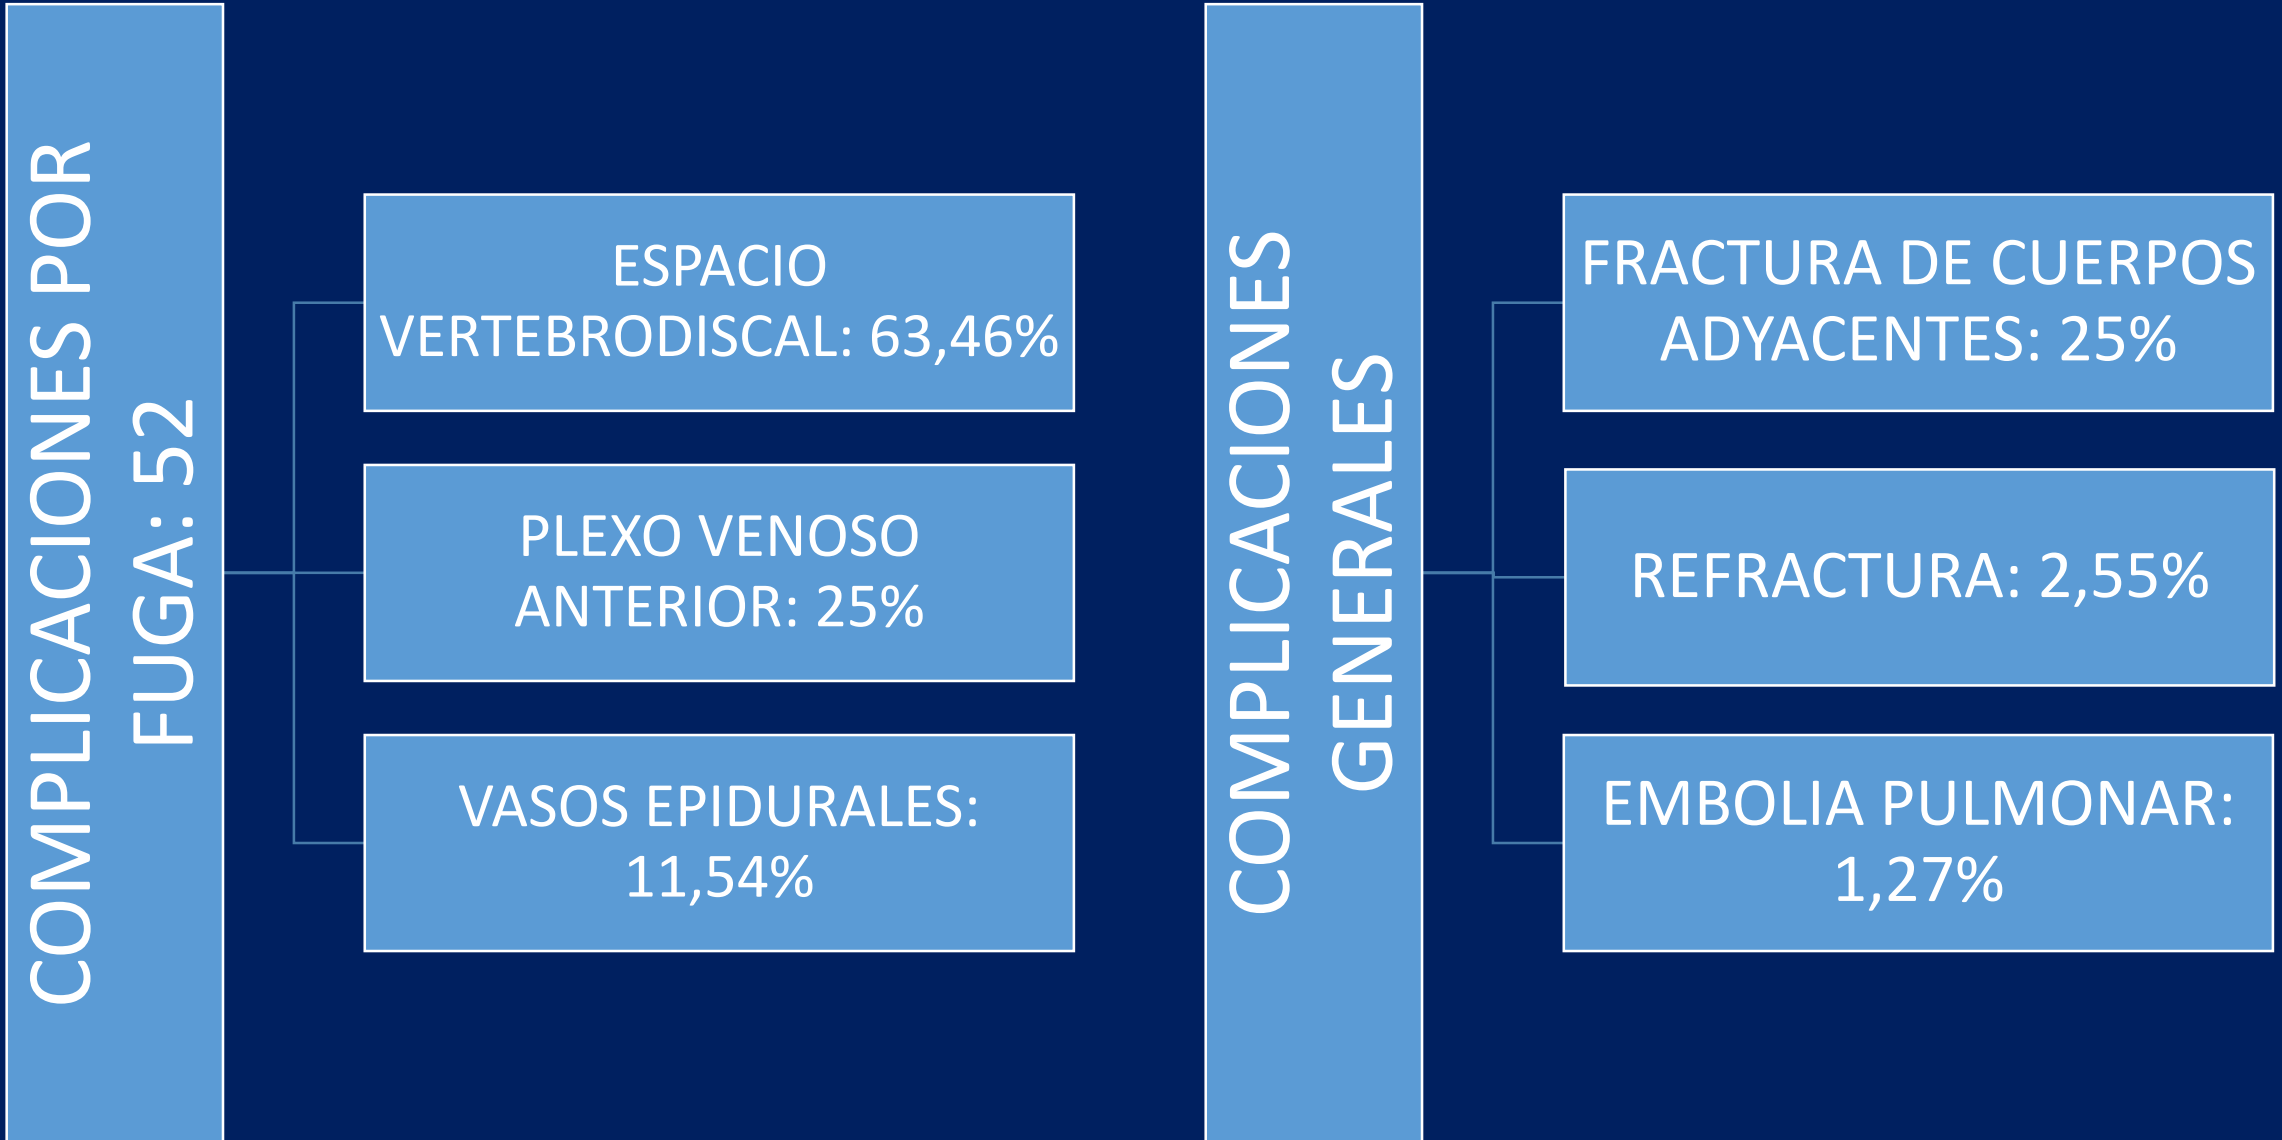 COMPLICACIONES POR
FUGA: 52
ESPACIO
VERTEBRODISCAL: 63,46%
PLEXO VENOSO
ANTERIOR: 25%
VASOS EPIDURALES:
11,54%
COMPLICACIONES
GENERALES
FRACTURA DE CUERPOS
ADYACENTES: 25%
REFRACTURA: 2,55%
EMBOLIA PULMONAR:
1,27%